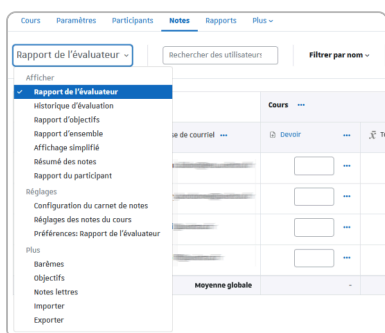 Cours Paramètres Participants Notes Rapports Plus
Rapport de l'évaluateur Rechercher des utilisateurs Filtrer par nom
Afficher
Rapport de l'évaluateur
Historique d'évaluation
Rapport d'objectifs
Rapport d'ensemble
Affichage simplifié
Résumé des notes
Rapport du participant
Réglages
Configuration du carnet de notes
Réglages des notes du cours
Préférences: Rapport de l'évaluateur
Plus
Barèmes
Objectifs
Notes lettres
Importer
Exporter
Cours
de courriel Devoir
Moyenne globale -